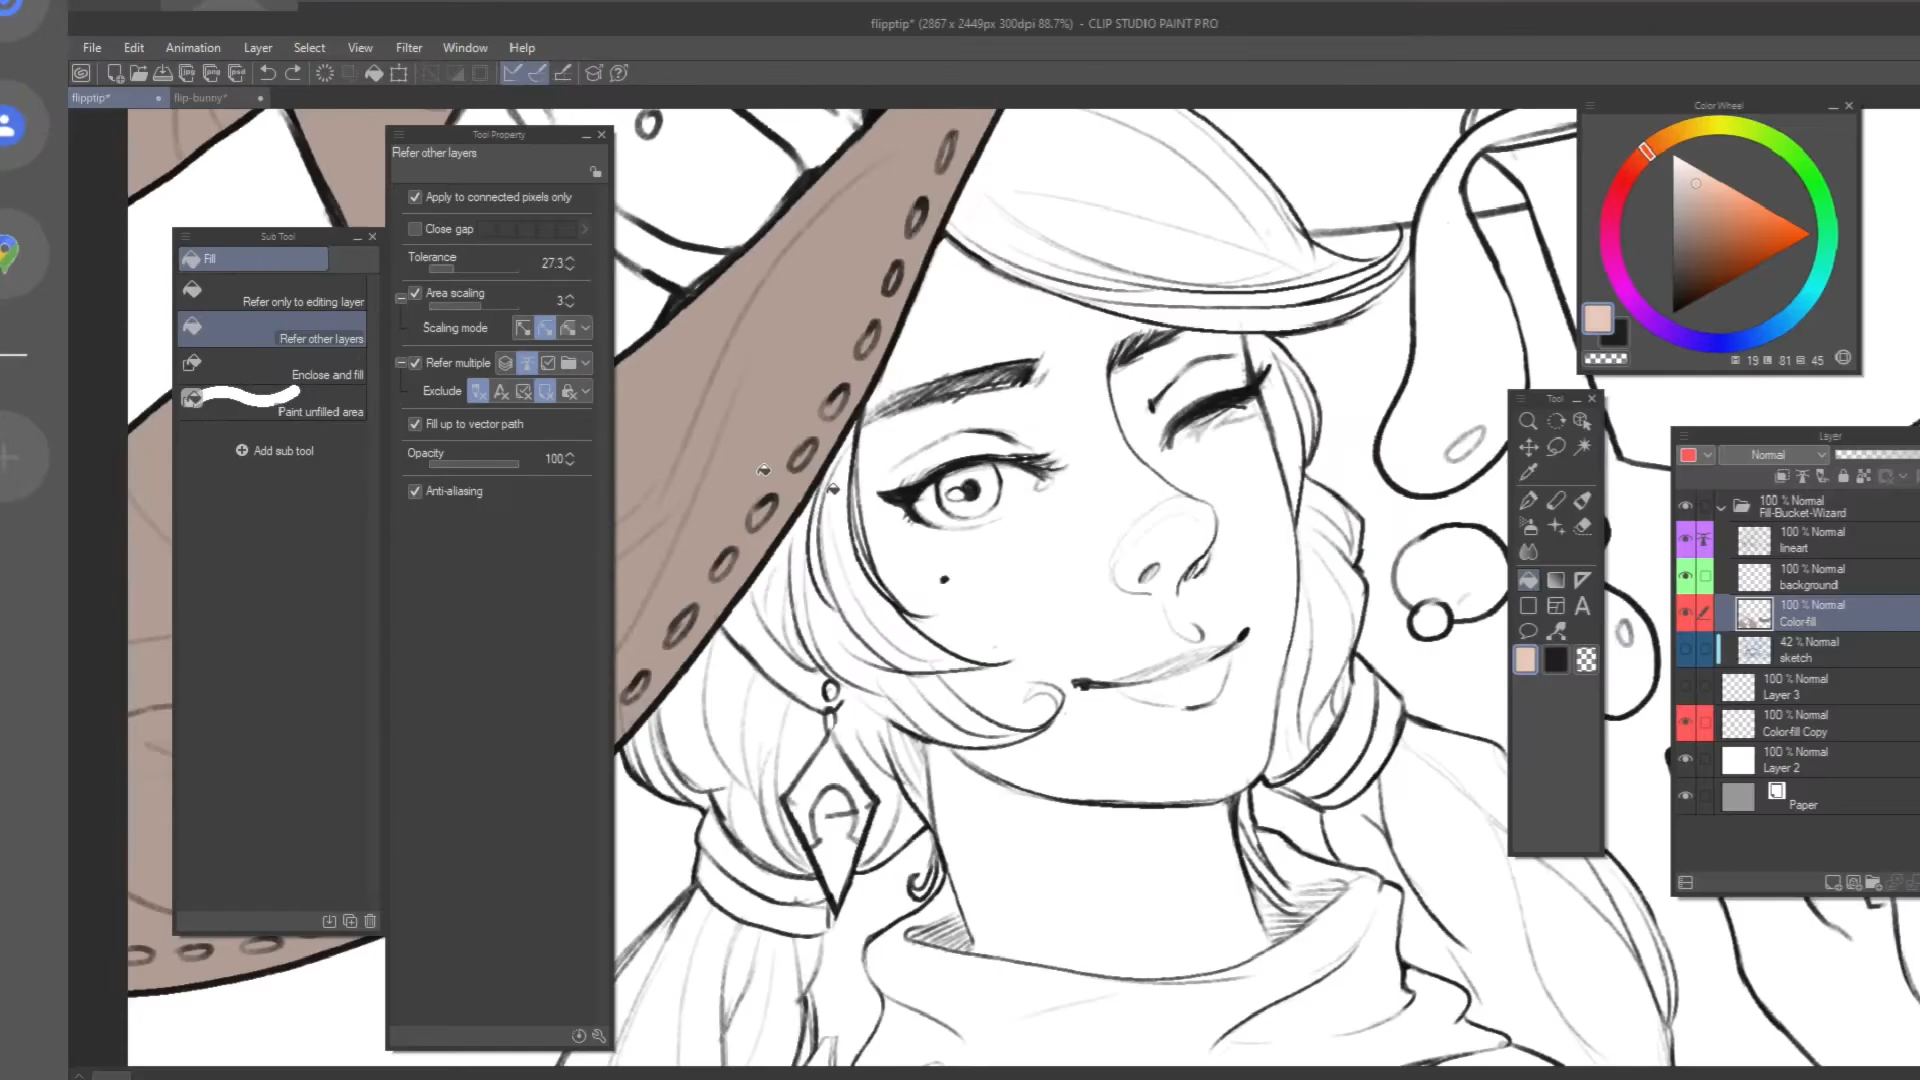 flipptip* (2867 x 2449px 300dpi 88.7%) - CLIP STUDIO PAINT PRO
File Edit Animation Layer Select View Filter Window Help
flipptip* flip-bunny*
Sub Tool
Fill
Refer only to editing layer
Refer other layers
Enclose and fill
Paint unfilled area
Add sub tool
Tool Property
Refer other layers
Apply to connected pixels only
Close gap
Tolerance 27.3
Area scaling 3
Scaling mode
Refer multiple
Exclude
Fill up to vector path
Opacity 100
Anti-aliasing
Color Wheel
19 81 45
Tool
Layer
Normal
100 % Normal
Fill-Bucket-Wizard
100 % Normal
lineart
100 % Normal
background
100 % Normal
Color-fill
42 % Normal
sketch
100 % Normal
Layer 3
100 % Normal
Color-fill Copy
100 % Normal
Layer 2
Paper